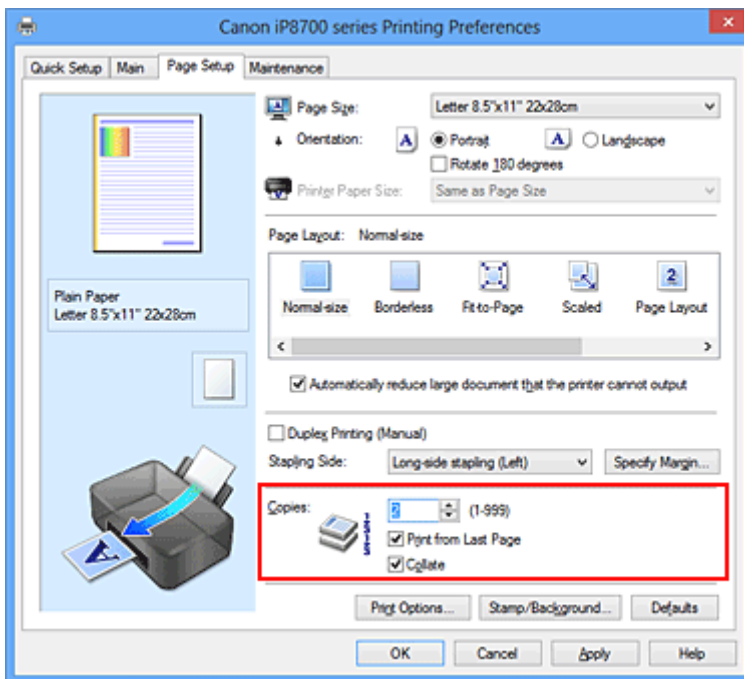 Canon iP8700 series Printing Preferences
Quick Setup Main Page Setup Maintenance
Page Size: Letter 8.5"x11" 22x28cm
Orientation: A Portrait A Landscape
Rotate 180 degrees
Printer Paper Size: Same as Page Size
Page Layout: Normal-size
Normal-size Borderless Fit-to-Page Scaled Page Layout
Plain Paper
Letter 8.5"x11" 22x28cm
Automatically reduce large document that the printer cannot output
Duplex Printing (Manual)
Stapling Side: Long-side stapling (Left) Specify Margin...
Copies: 2 (1-999)
Print from Last Page
Collate
Print Options... Stamp/Background... Defaults
OK Cancel Apply Help